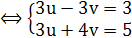 ⇔ {3u − 3v = 3
3u + 4v = 5